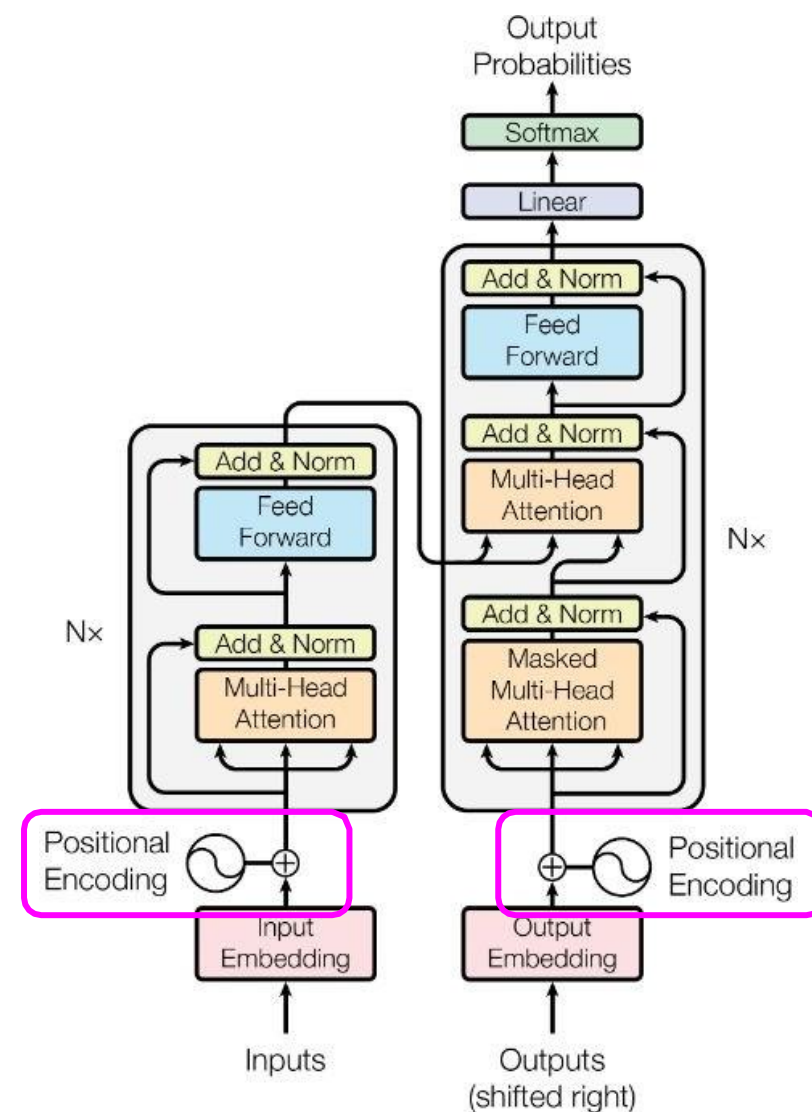 Output
Probabilities
Softmax
Linear
Add & Norm
Feed
Forward
Add & Norm
Multi-Head
Attention
Add & Norm
Masked
Multi-Head
Attention
Nx
Add & Norm
Feed
Forward
Add & Norm
Multi-Head
Attention
Nx
Positional
Encoding
Positional
Encoding
Input
Embedding
Output
Embedding
Inputs
Outputs
(shifted right)